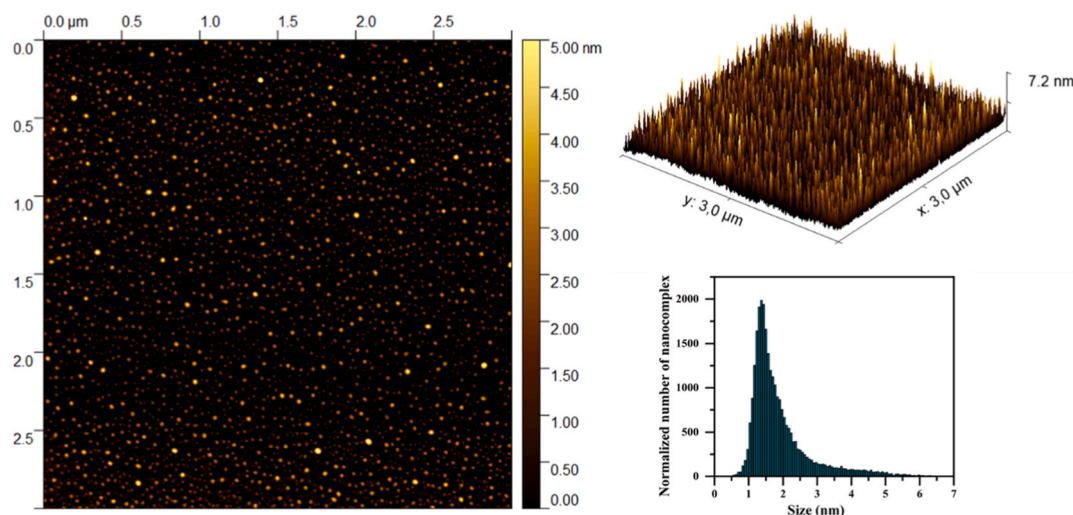 0.0 µm 0.5 1.0 1.5 2.0 2.5
0.0
0.5
1.0
1.5
2.0
2.5
5.00 nm
4.50
4.00
3.50
3.00
2.50
2.00
1.50
1.00
0.50
0.00
7.2 nm
y: 3,0 µm
x: 3,0 µm
Normalized number of nanocomplex
2000
1500
1000
500
0
0 1 2 3 4 5 6 7
Size (nm)